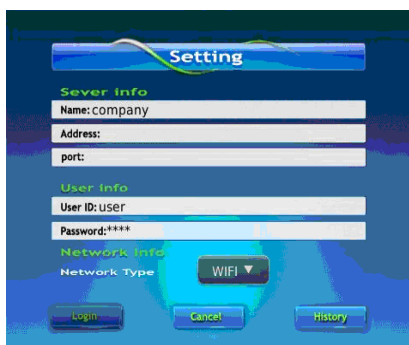 Setting
Sever info
Name: company
Address:
port:
User info
User ID: user
Password:****
Network Info
Network Type WIFI ▼
Login Cancel History